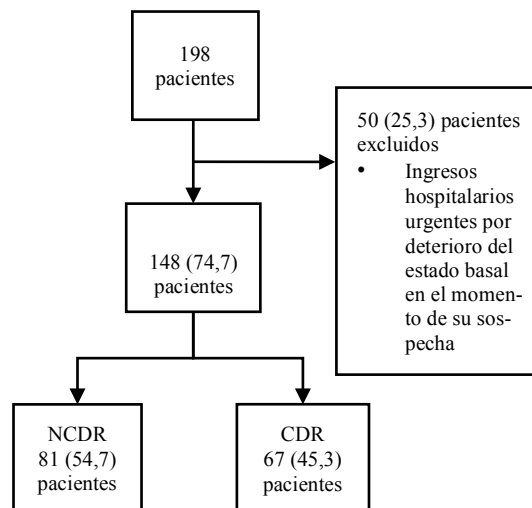 198
pacientes
50 (25,3) pacientes
excluidos
• Ingresos
hospitalarios
urgentes por
deterioro del
estado basal
en el momen-
to de su sos-
pecha
148 (74,7)
pacientes
NCDR
81 (54,7)
pacientes
CDR
67 (45,3)
pacientes